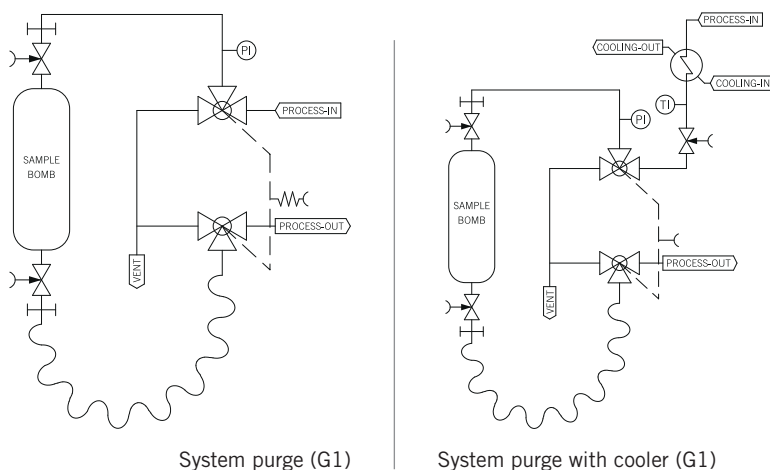 PI
PROCESS-IN
SAMPLE
BOMB
PROCESS-OUT
VENT
System purge (G1)
PROCESS-IN
COOLING-OUT
COOLING-IN
TI
PI
SAMPLE
BOMB
PROCESS-OUT
VENT
System purge with cooler (G1)